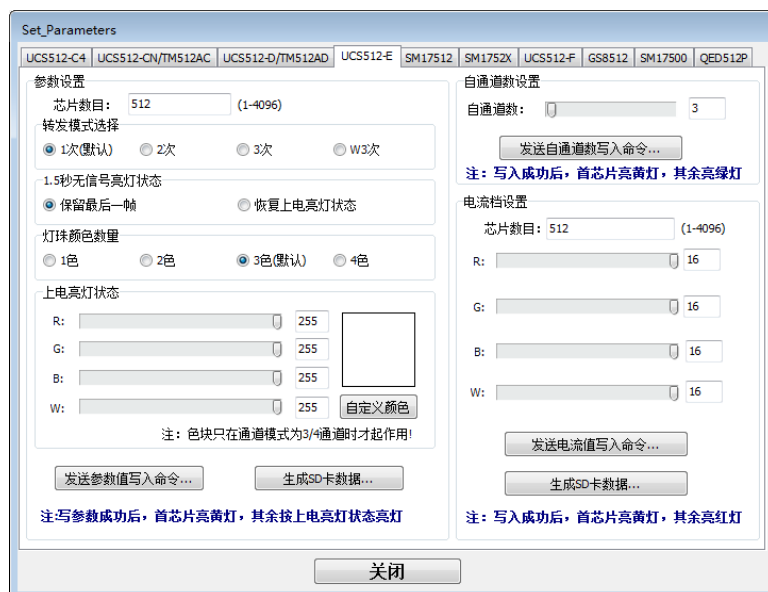 Set_Parameters
UCS512-C4 UCS512-CN/TM512AC UCS512-D/TM512AD UCS512-E SM17512 SM1752X UCS512-F GS8512 SM17500 QED512P
参数设置
芯片数目: 512 (1-4096)
转发模式选择
1次(默认) 2次 3次 W3次
1.5秒无信号亮灯状态
保留最后一帧 恢复上电亮灯状态
灯珠颜色数量
1色 2色 3色(默认) 4色
上电亮灯状态
R: 255
G: 255
B: 255
W: 255 自定义颜色
注: 色块只在通道模式为3/4通道时才起作用!
发送参数值写入命令... 生成SD卡数据...
注:写参数成功后，首芯片亮黄灯，其余按上电亮灯状态亮灯
自通道数设置
自通道数: 3
发送自通道数写入命令...
注: 写入成功后，首芯片亮黄灯，其余亮绿灯
电流档设置
芯片数目: 512 (1-4096)
R: 16
G: 16
B: 16
W: 16
发送电流值写入命令...
生成SD卡数据...
注: 写入成功后，首芯片亮黄灯，其余亮红灯
关闭